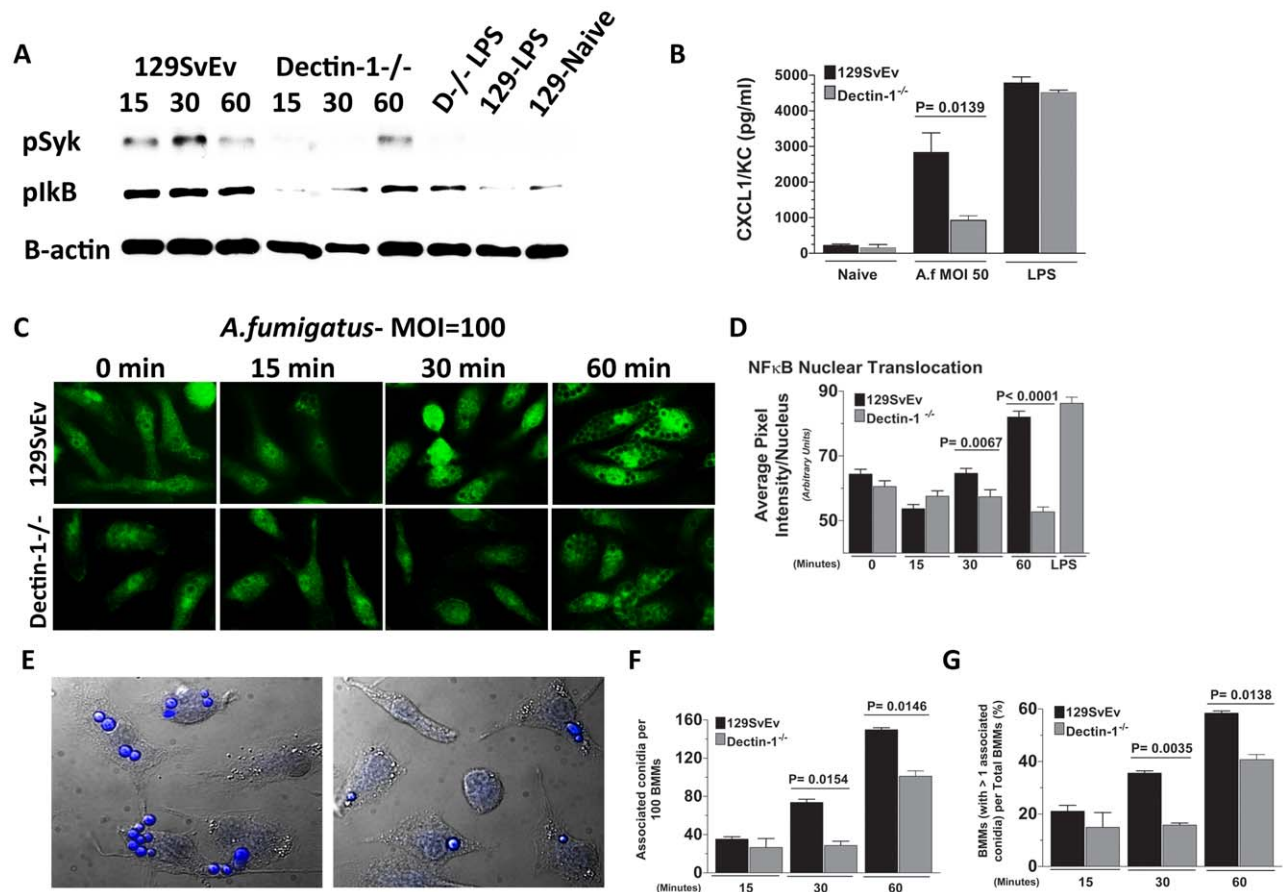 A
129SvEv Dectin-1-/- D-/- LPS 129-LPS 129-Naive
15 30 60 15 30 60
pSyk
pIkB
B-actin
B
129SvEv
Dectin-1-/-
P= 0.0139
CXCL1/KC (pg/ml)
5000
4000
3000
2000
1000
0
Naive A.f MOI 50 LPS
C
A.fumigatus- MOI=100
0 min 15 min 30 min 60 min
129SvEv
Dectin-1-/-
D
NFκB Nuclear Translocation
129SvEv
Dectin-1 -/-
P< 0.0001
P= 0.0067
Average Pixel
Intensity/Nucleus
(Arbitrary Units)
90
70
50
(Minutes) 0 15 30 60 LPS
E
F
129SvEv
Dectin-1-/-
P= 0.0146
P= 0.0154
Associated conidia per
100 BMMs
160
120
80
40
0
(Minutes) 15 30 60
G
129SvEv
Dectin-1-/-
P= 0.0138
P= 0.0035
BMMs (with > 1 associated
conidia) per Total BMMs (%)
60
40
20
0
(Minutes) 15 30 60